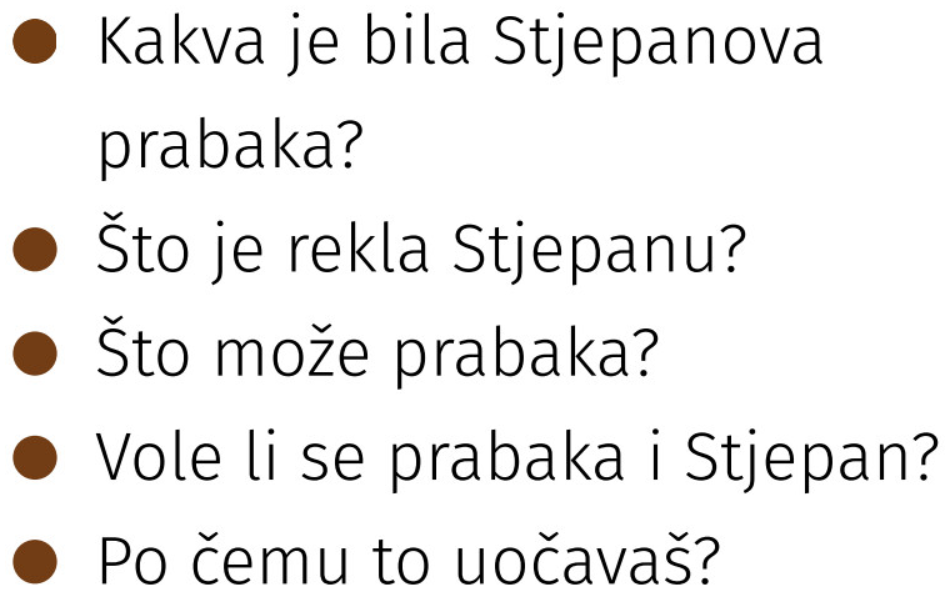 ● Kakva je bila Stjepanova
prabaka?
● Što je rekla Stjepanu?
● Što može prabaka?
● Vole li se prabaka i Stjepan?
● Po čemu to uočavaš?